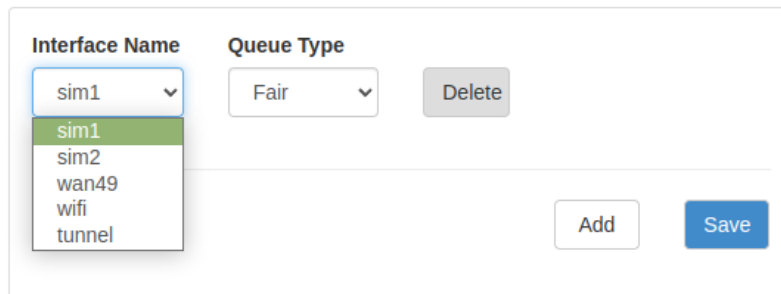 Interface Name Queue Type
sim1 Fair Delete
sim1
sim2
wan49
wifi
tunnel
Add Save